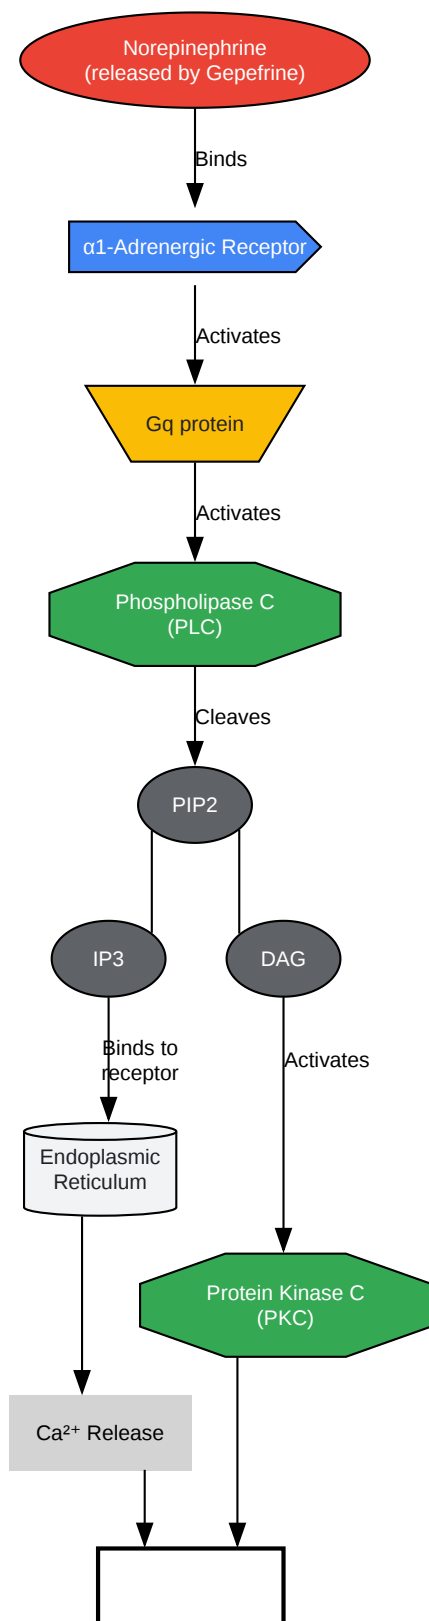 Norepinephrine
(released by Gepefrine)
Binds
α1-Adrenergic Receptor
Activates
Gq protein
Activates
Phospholipase C
(PLC)
Cleaves
PIP2
IP3
DAG
Binds to
receptor
Activates
Endoplasmic
Reticulum
Protein Kinase C
(PKC)
Ca²⁺ Release